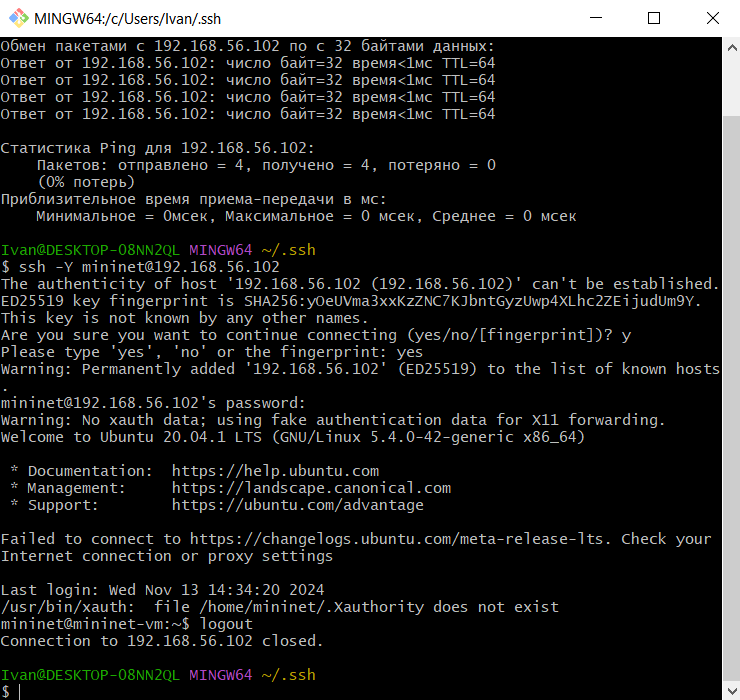 MINGW64:/c/Users/Ivan/.ssh
Обмен пакетами с 192.168.56.102 по с 32 байтами данных:
Ответ от 192.168.56.102: число байт=32 время<1мс TTL=64
Ответ от 192.168.56.102: число байт=32 время<1мс TTL=64
Ответ от 192.168.56.102: число байт=32 время<1мс TTL=64
Ответ от 192.168.56.102: число байт=32 время<1мс TTL=64
Статистика Ping для 192.168.56.102:
    Пакетов: отправлено = 4, получено = 4, потеряно = 0
    (0% потерь)
Приблизительное время приема-передачи в мс:
    Минимальное = 0мсек, Максимальное = 0 мсек, Среднее = 0 мсек
Ivan@DESKTOP-08NN2QL MINGW64 ~/.ssh
$ ssh -Y mininet@192.168.56.102
The authenticity of host '192.168.56.102 (192.168.56.102)' can't be established.
ED25519 key fingerprint is SHA256:yOeUVma3xxKzZNC7KJbntGyzUwp4XLhc2ZEijudUm9Y.
This key is not known by any other names.
Are you sure you want to continue connecting (yes/no/[fingerprint])? y
Please type 'yes', 'no' or the fingerprint: yes
Warning: Permanently added '192.168.56.102' (ED25519) to the list of known hosts
.
mininet@192.168.56.102's password:
Warning: No xauth data; using fake authentication data for X11 forwarding.
Welcome to Ubuntu 20.04.1 LTS (GNU/Linux 5.4.0-42-generic x86_64)
 * Documentation:  https://help.ubuntu.com
 * Management:     https://landscape.canonical.com
 * Support:        https://ubuntu.com/advantage
Failed to connect to https://changelogs.ubuntu.com/meta-release-lts. Check your
Internet connection or proxy settings
Last login: Wed Nov 13 14:34:20 2024
/usr/bin/xauth:  file /home/mininet/.Xauthority does not exist
mininet@mininet-vm:~$ logout
Connection to 192.168.56.102 closed.
Ivan@DESKTOP-08NN2QL MINGW64 ~/.ssh
$